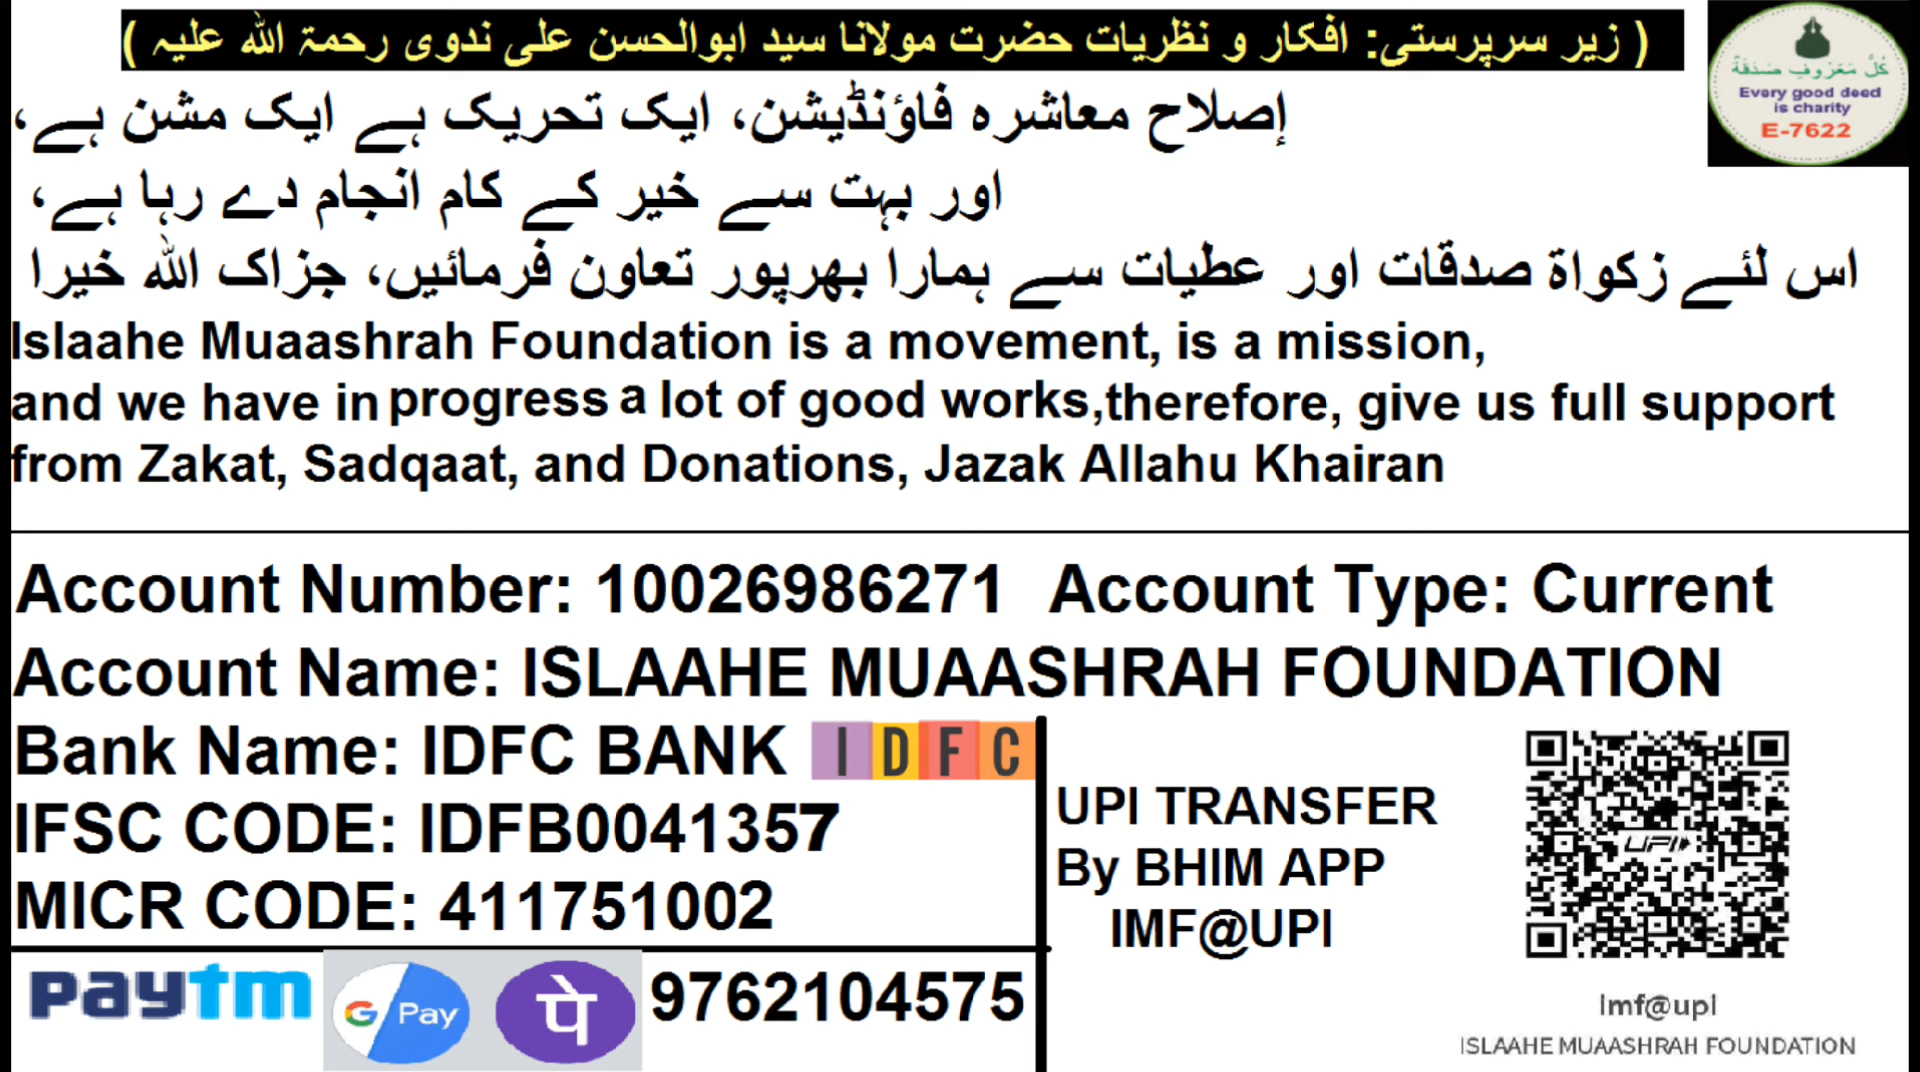 ( زیر سرپرستی: افکار و نظریات حضرت مولانا سید ابوالحسن علی ندوی رحمة الله علیہ )
كُلُّ مَعْرُوفٍ صَدَقَة
Every good deed
is charity
E-7622
إصلاح معاشرہ فاؤنڈیشن، ایک تحریک ہے ایک مشن ہے،
اور بہت سے خیر کے کام انجام دے رہا ہے،
اس لئے زکواة صدقات اور عطیات سے ہمارا بھرپور تعاون فرمائیں، جزاک الله خیرا
Islaahe Muaashrah Foundation is a movement, is a mission,
and we have in progress a lot of good works,therefore, give us full support
from Zakat, Sadqaat, and Donations, Jazak Allahu Khairan
Account Number: 10026986271 Account Type: Current
Account Name: ISLAAHE MUAASHRAH FOUNDATION
Bank Name: IDFC BANK IDFC
IFSC CODE: IDFB0041357
MICR CODE: 411751002
UPI TRANSFER
By BHIM APP
IMF@UPI
UPI
imf@upi
ISLAAHE MUAASHRAH FOUNDATION
paytm G Pay पे 9762104575